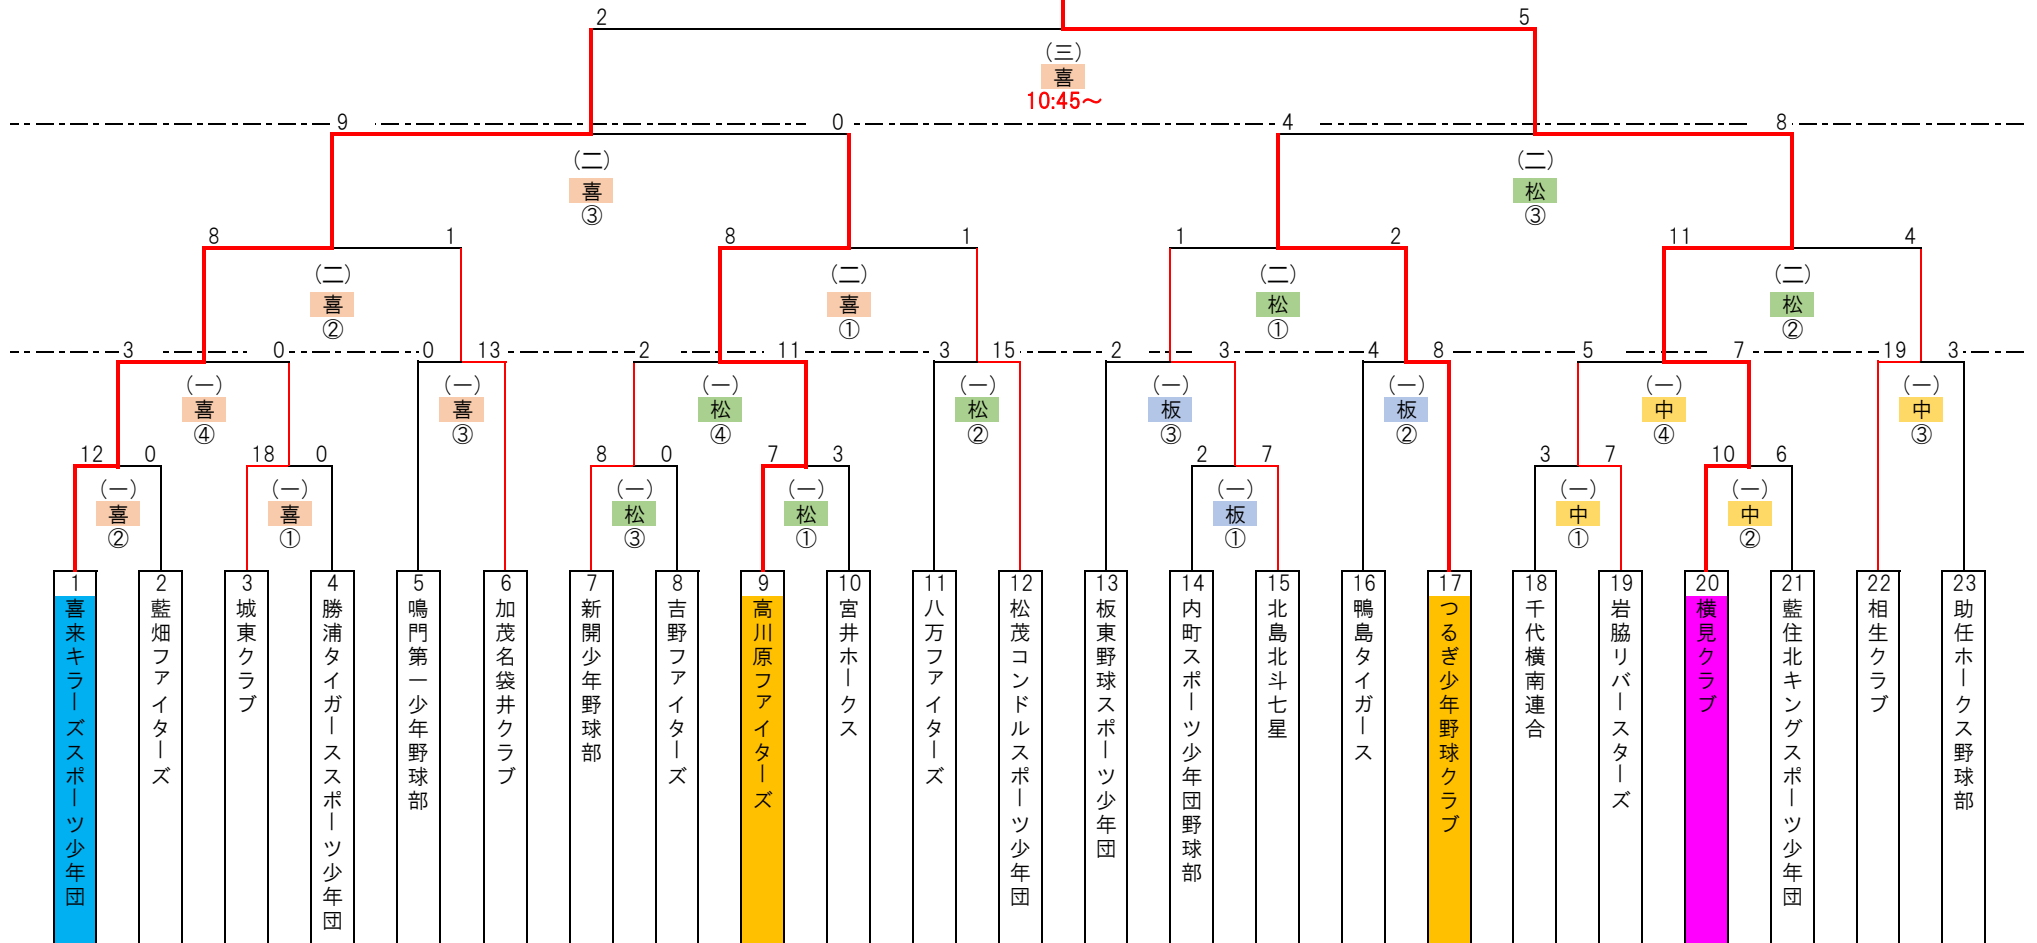 2 5
(三)
喜
10:45～
9 0 4 8
(二) (二)
喜 松
③ ③
8 1 8 1 1 2 11 4
(二) (二) (二) (二)
喜 喜 松 松
② ① ① ②
3 0 0 13 2 11 3 15 2 3 4 8 5 7 19 3
(一) (一) (一) (一) (一) (一) (一) (一)
喜 喜 松 松 板 板 中 中
④ ③ ④ ② ③ ② ④ ③
12 0 18 0 8 0 7 3 2 7 3 7 10 6
(一) (一) (一) (一) (一) (一) (一)
喜 喜 松 松 板 中 中
② ① ③ ① ① ① ②
1 喜来キラーズスポーツ少年団
2 藍畑ファイターズ
3 城東クラブ
4 勝浦タイガーススポーツ少年団
5 鳴門第一少年野球部
6 加茂名袋井クラブ
7 新開少年野球部
8 吉野ファイターズ
9 高川原ファイターズ
10 宮井ホークス
11 八万ファイターズ
12 松茂コンドルスポーツ少年団
13 板東野球スポーツ少年団
14 内町スポーツ少年団野球部
15 北島北斗七星
16 鴨島タイガース
17 つるぎ少年野球クラブ
18 千代横南連合
19 岩脇リバースターズ
20 横見クラブ
21 藍住北キングスポーツ少年団
22 相生クラブ
23 助任ホークス野球部